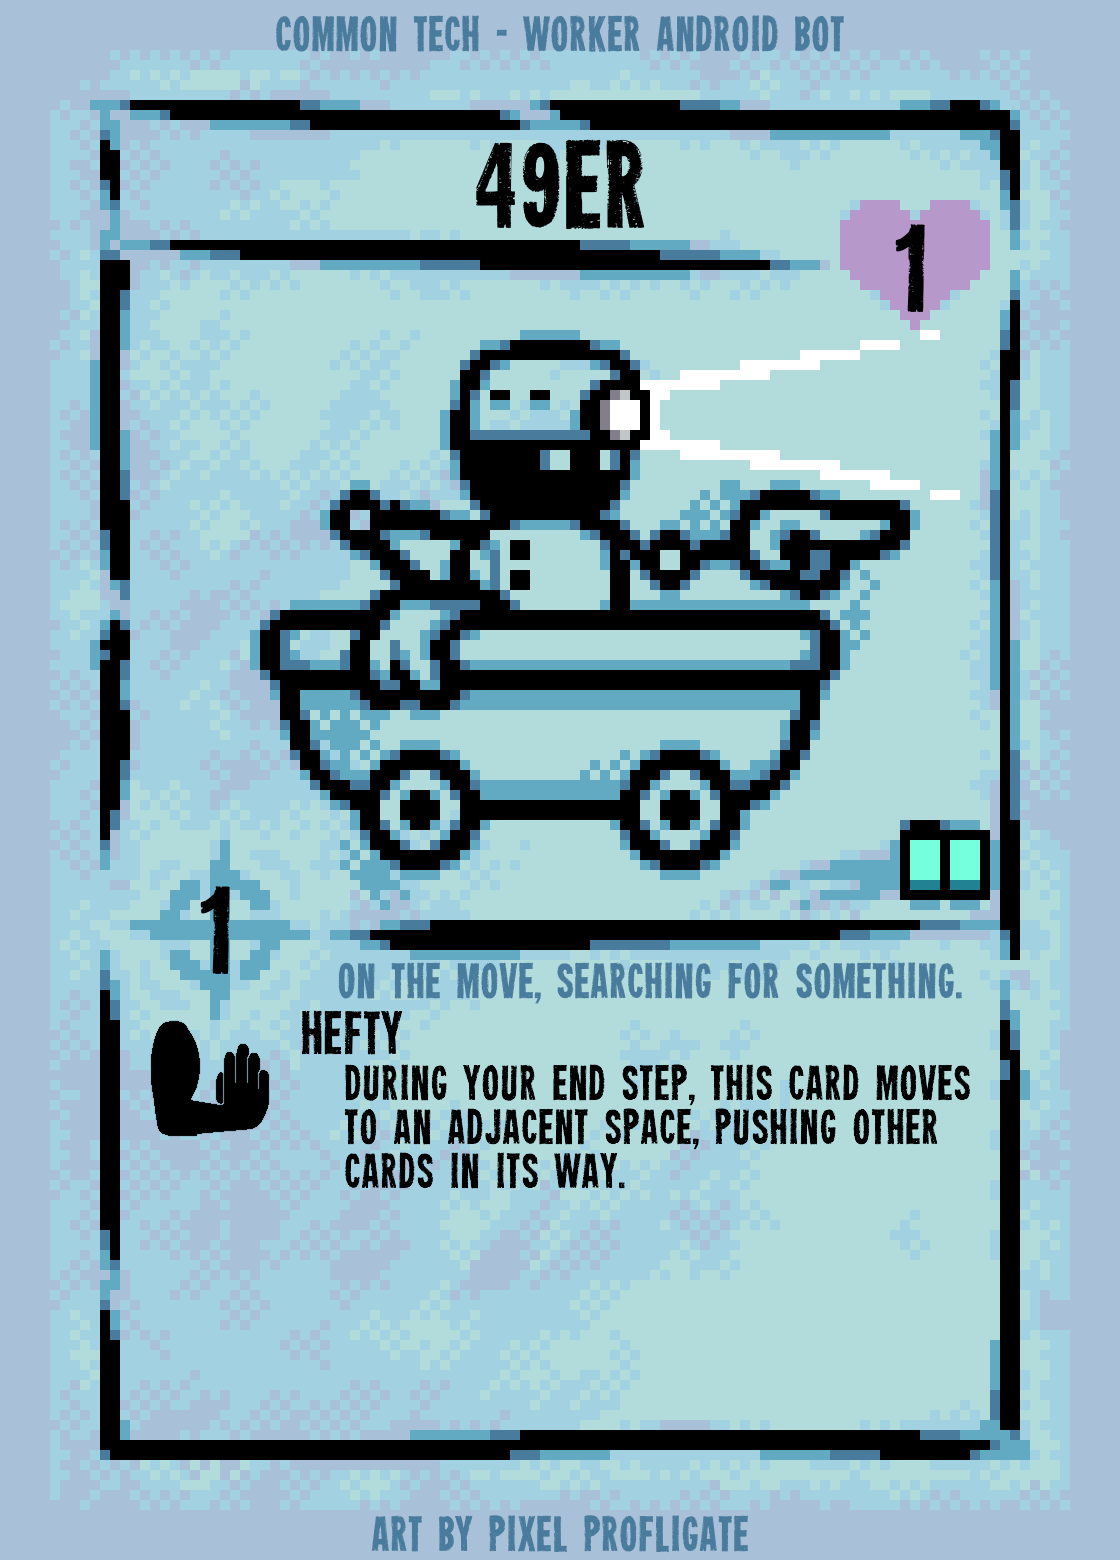 COMMON TECH - WORKER ANDROID BOT
49ER
1
1
ON THE MOVE, SEARCHING FOR SOMETHING.
HEFTY
DURING YOUR END STEP, THIS CARD MOVES
TO AN ADJACENT SPACE, PUSHING OTHER
CARDS IN ITS WAY.
ART BY PIXEL PROFLIGATE